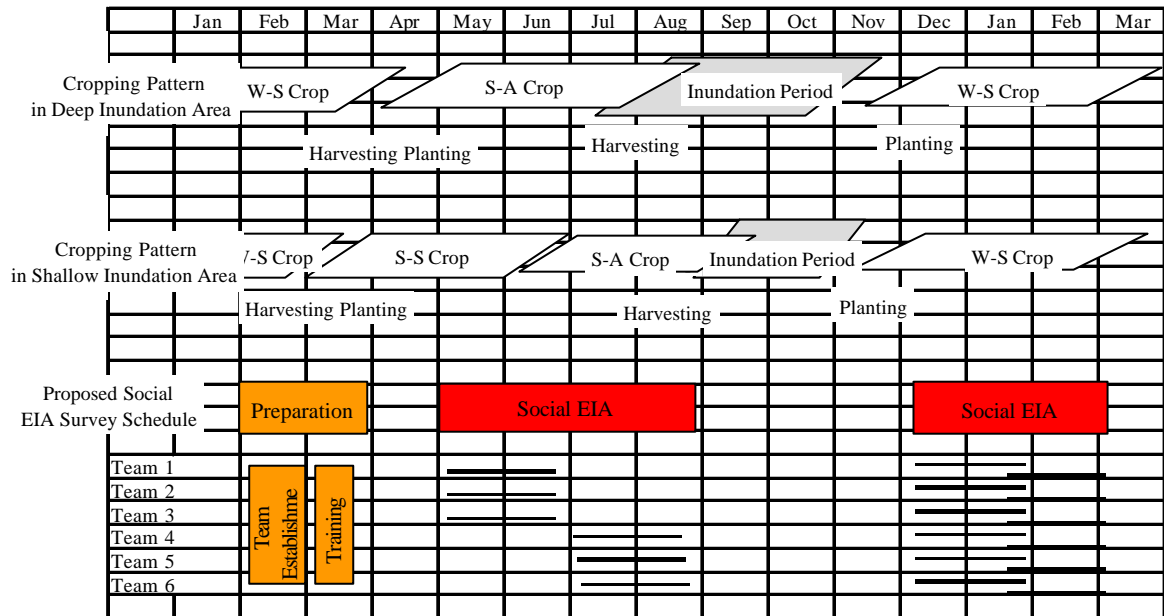 Jan Feb Mar Apr May Jun Jul Aug Sep Oct Nov Dec Jan Feb Mar
Cropping Pattern
in Deep Inundation Area
W-S Crop
S-A Crop
Inundation Period
W-S Crop
Harvesting Planting
Harvesting
Planting
Cropping Pattern
in Shallow Inundation Area
V-S Crop
S-S Crop
S-A Crop
Inundation Period
W-S Crop
Harvesting Planting
Harvesting
Planting
Proposed Social
EIA Survey Schedule
Preparation
Social EIA
Social EIA
Team 1
Team 2
Team 3
Team 4
Team 5
Team 6
Team
Establishme
Training